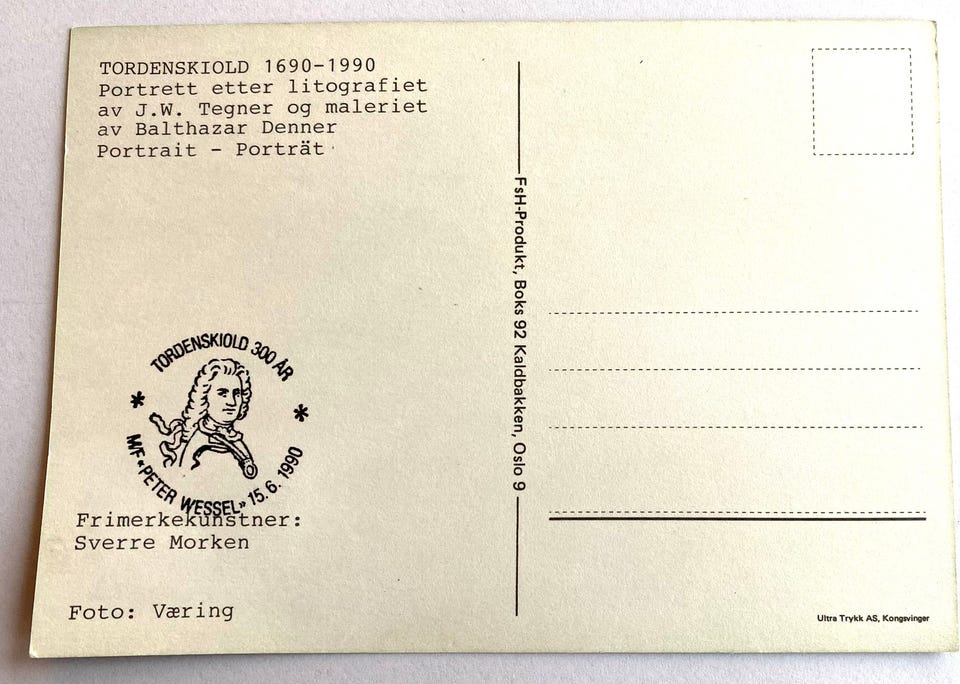 TORDENSKIOLD 1690-1990
Portrett etter litografiet
av J.W. Tegner og maleriet
av Balthazar Denner
Portrait - Porträt
FsH-Produkt, Boks 92 Kaldbakken, Oslo 9
TORDENSKIOLD 300 ÅR
* *
M/F «PETER WESSEL» 15.6.1990
Frimerkekunstner:
Sverre Morken
Foto: Væring
Ultra Trykk AS, Kongsvinger